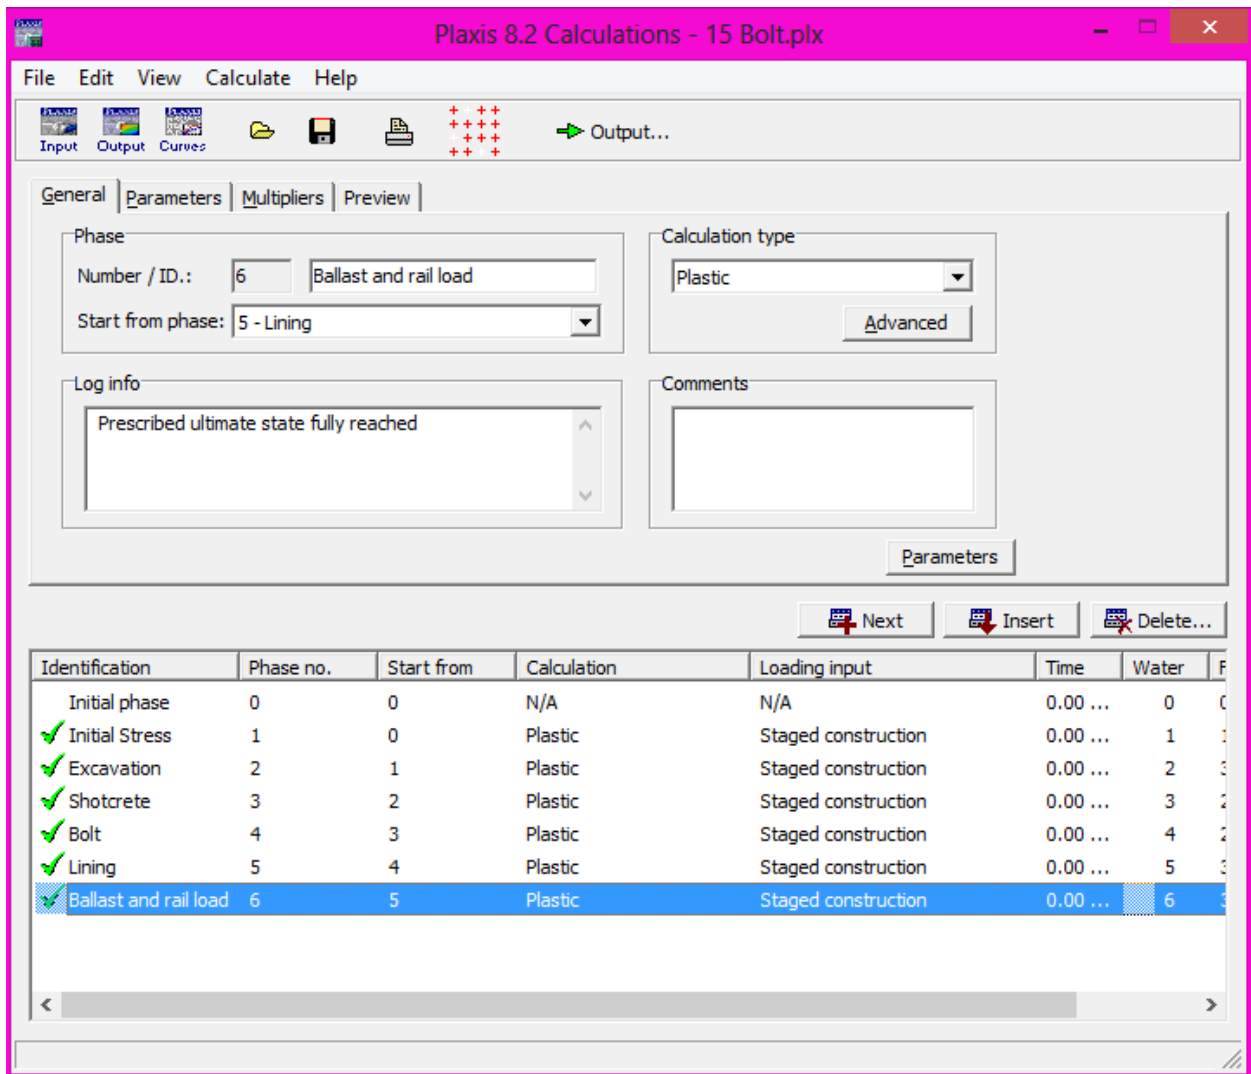 Plaxis 8.2 Calculations - 15 Bolt.plx
File Edit View Calculate Help
Input Output Curves Output...
General Parameters Multipliers Preview
Phase
Number / ID.: 6 Ballast and rail load
Start from phase: 5 - Lining
Calculation type
Plastic
Advanced
Log info
Prescribed ultimate state fully reached
Comments
Parameters
Next Insert Delete...
Identification Phase no. Start from Calculation Loading input Time Water F
Initial phase 0 0 N/A N/A 0.00 ... 0
Initial Stress 1 0 Plastic Staged construction 0.00 ... 1
Excavation 2 1 Plastic Staged construction 0.00 ... 2
Shotcrete 3 2 Plastic Staged construction 0.00 ... 3
Bolt 4 3 Plastic Staged construction 0.00 ... 4
Lining 5 4 Plastic Staged construction 0.00 ... 5
Ballast and rail load 6 5 Plastic Staged construction 0.00 ... 6